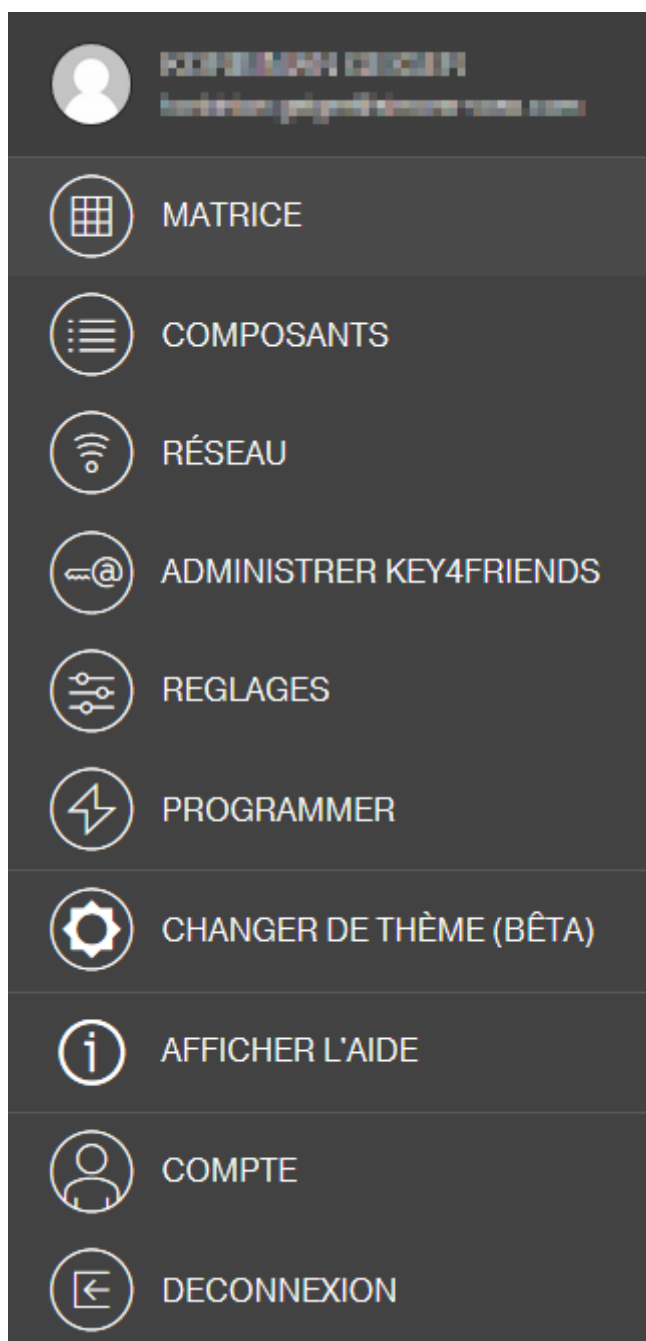 MATRICE
COMPOSANTS
RÉSEAU
ADMINISTRER KEY4FRIENDS
REGLAGES
PROGRAMMER
CHANGER DE THÈME (BÊTA)
AFFICHER L'AIDE
COMPTE
DECONNEXION